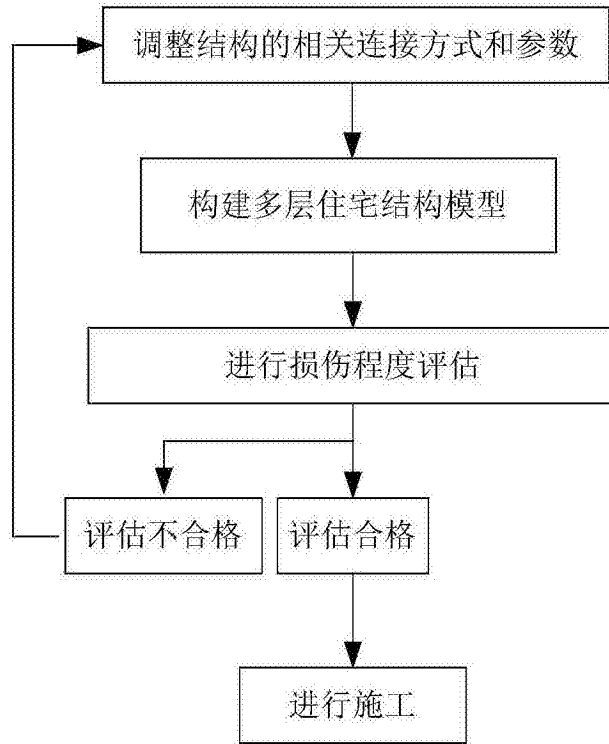 调整结构的相关连接方式和参数
构建多层住宅结构模型
进行损伤程度评估
评估不合格
评估合格
进行施工